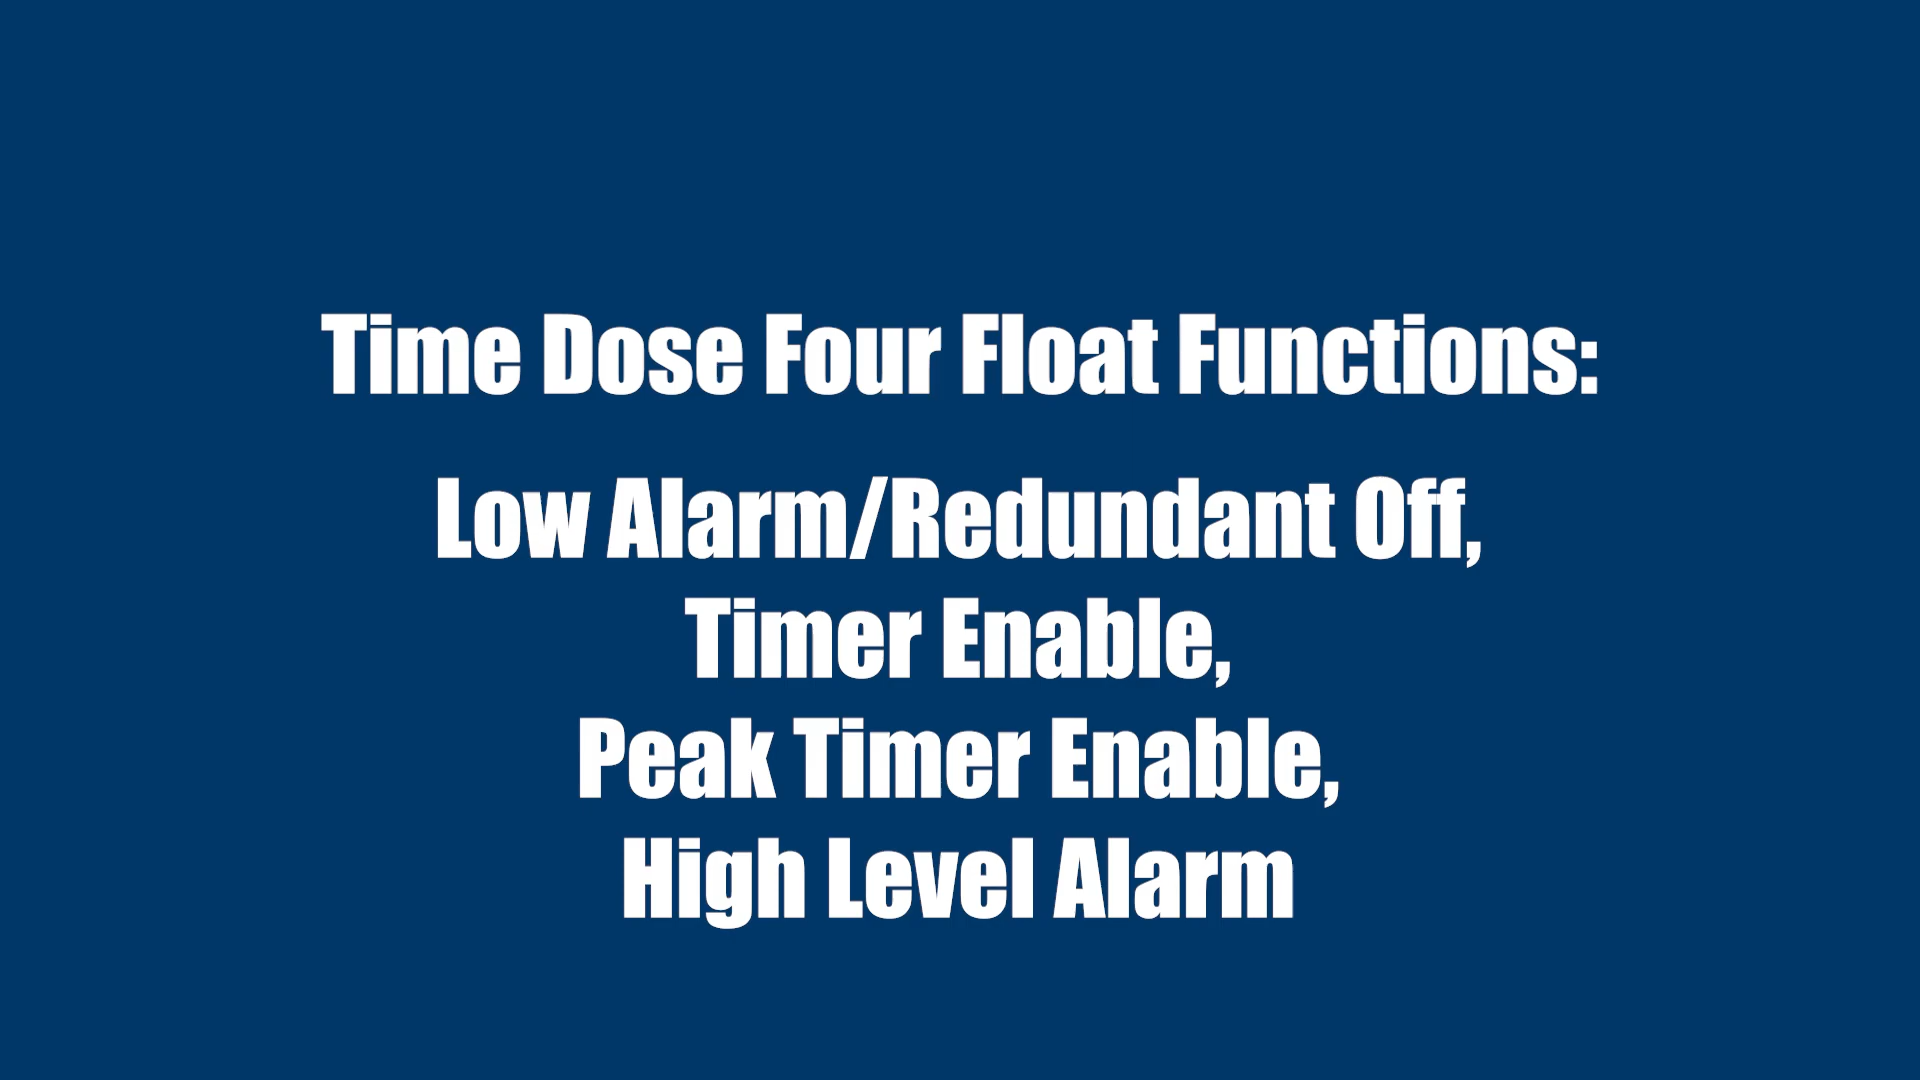 Time Dose Four Float Functions:
Low Alarm/Redundant Off,
Timer Enable,
Peak Timer Enable,
High Level Alarm